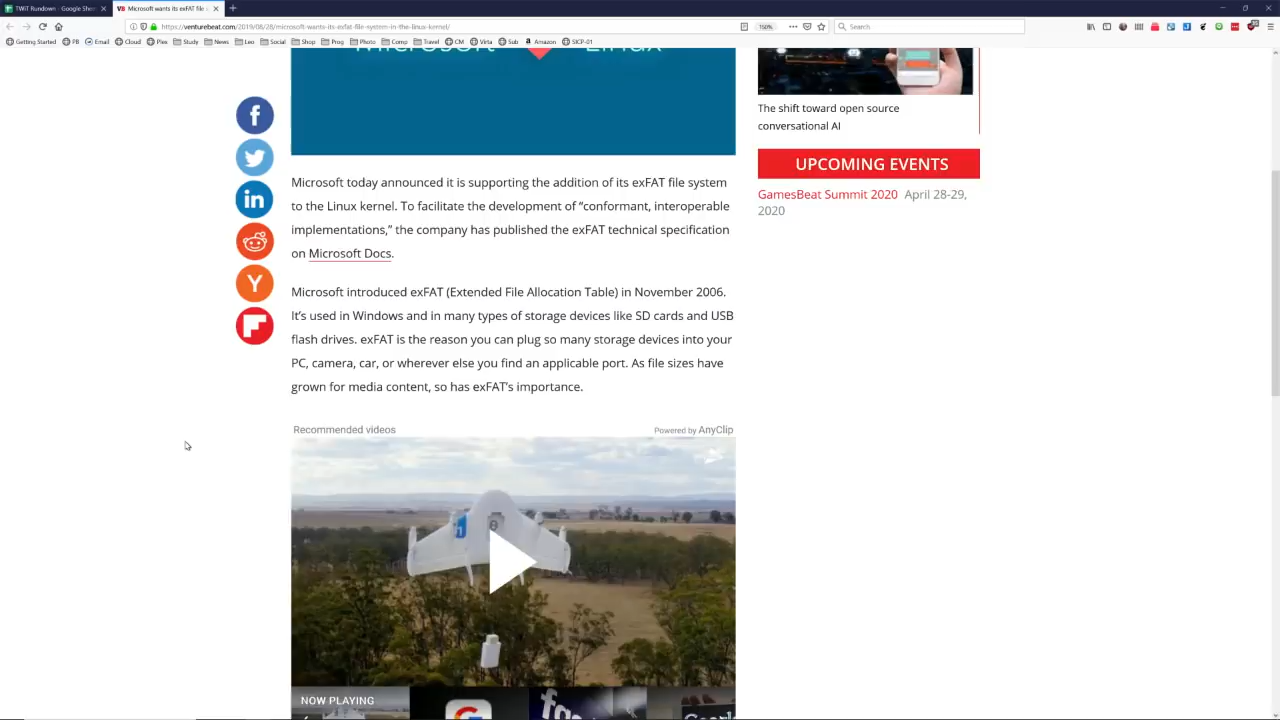 TWiT Rundown - Google Shee
Microsoft wants its exFAT file s
https://venturebeat.com/2019/08/28/microsoft-wants-its-exfat-file-system-in-the-linux-kernel/
150%
Search
Getting Started PB Email Cloud Plex Study News Leo Social Shop Prog Photo Comp Travel CM Virta Sub Amazon SICP-01
Microsoft Linux
The shift toward open source
conversational AI
UPCOMING EVENTS
GamesBeat Summit 2020 April 28-29,
2020
Microsoft today announced it is supporting the addition of its exFAT file system
to the Linux kernel. To facilitate the development of “conformant, interoperable
implementations,” the company has published the exFAT technical specification
on Microsoft Docs.
Microsoft introduced exFAT (Extended File Allocation Table) in November 2006.
It’s used in Windows and in many types of storage devices like SD cards and USB
flash drives. exFAT is the reason you can plug so many storage devices into your
PC, camera, car, or wherever else you find an applicable port. As file sizes have
grown for media content, so has exFAT’s importance.
Recommended videos
Powered by AnyClip
NOW PLAYING